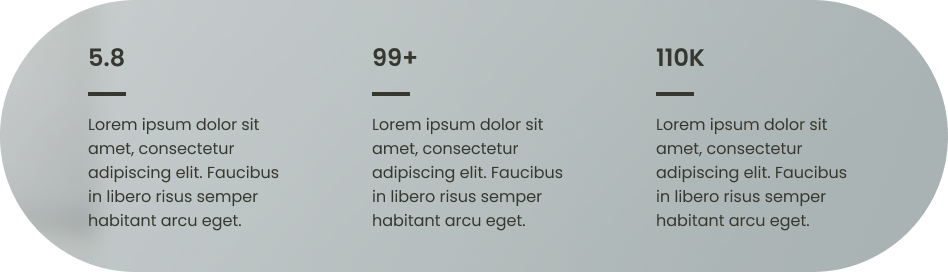 5.8
Lorem ipsum dolor sit
amet, consectetur
adipiscing elit. Faucibus
in libero risus semper
habitant arcu eget.
99+
Lorem ipsum dolor sit
amet, consectetur
adipiscing elit. Faucibus
in libero risus semper
habitant arcu eget.
110K
Lorem ipsum dolor sit
amet, consectetur
adipiscing elit. Faucibus
in libero risus semper
habitant arcu eget.